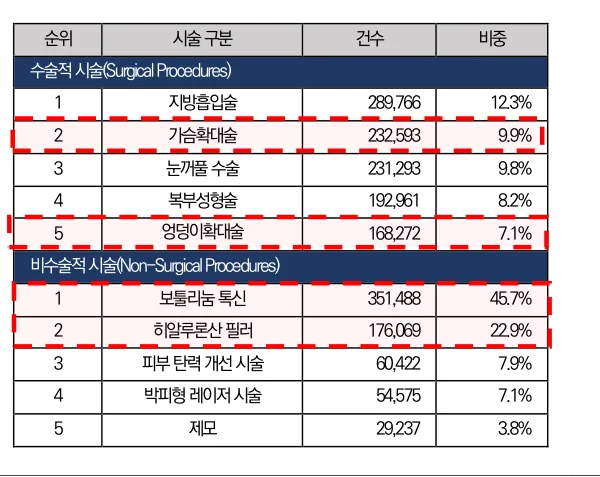 순위 시술 구분 건수 비중
수술적 시술(Surgical Procedures)
1 지방흡입술 289,766 12.3%
2 가슴확대술 232,593 9.9%
3 눈꺼풀 수술 231,293 9.8%
4 복부성형술 192,961 8.2%
5 엉덩이확대술 168,272 7.1%
비수술적 시술(Non-Surgical Procedures)
1 보툴리눔 톡신 351,488 45.7%
2 히알루론산 필러 176,069 22.9%
3 피부 탄력 개선 시술 60,422 7.9%
4 박피형 레이저 시술 54,575 7.1%
5 제모 29,237 3.8%